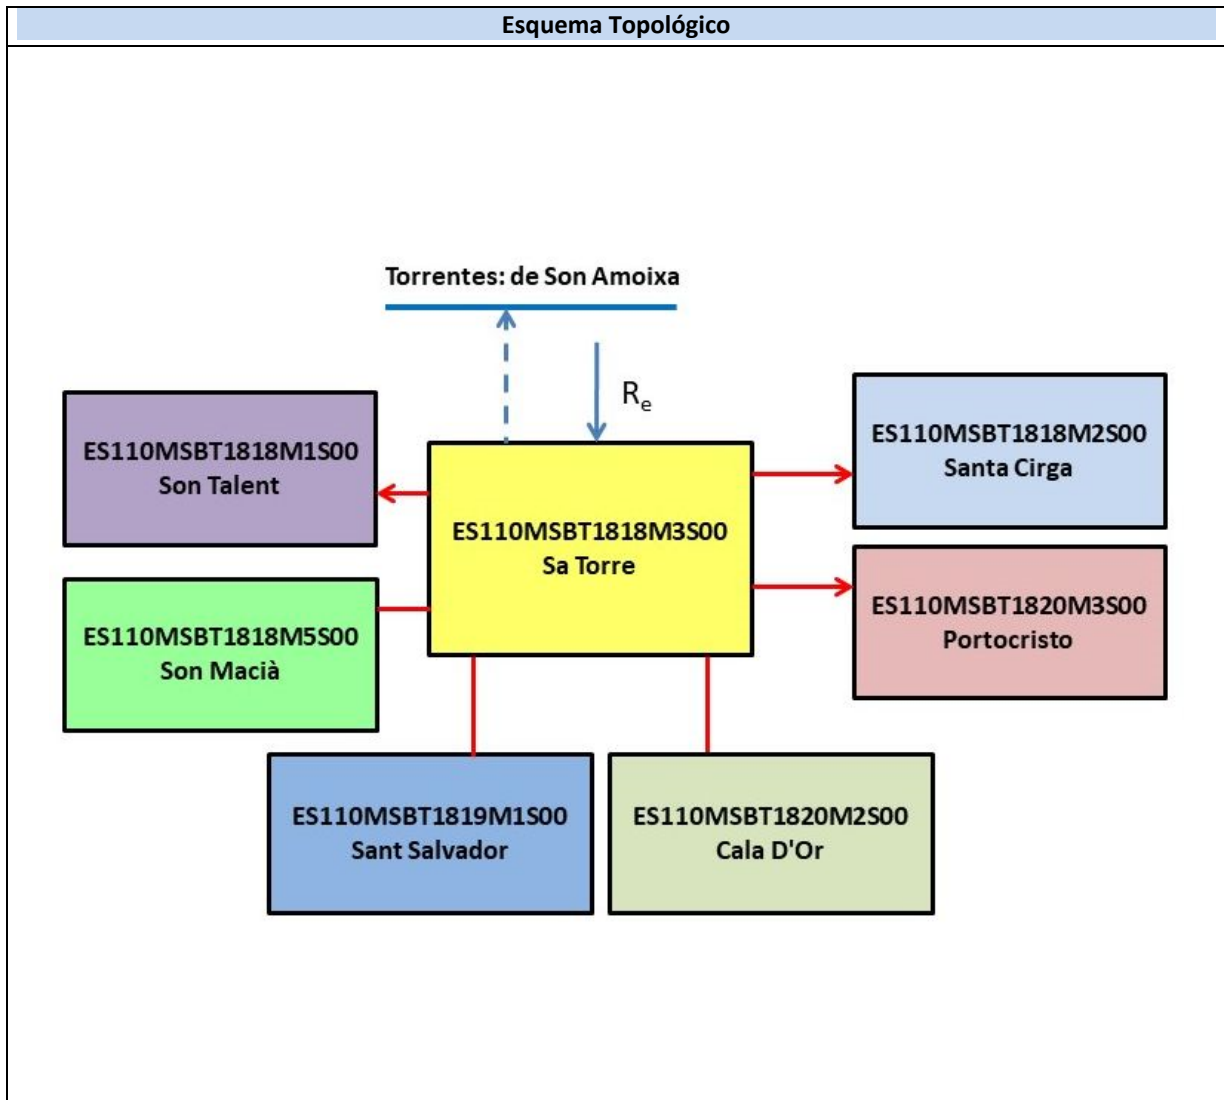 Esquema Topológico
Torrentes: de Son Amoixa
Re
ES110MSBT1818M1S00
Son Talent
ES110MSBT1818M3S00
Sa Torre
ES110MSBT1818M2S00
Santa Cirga
ES110MSBT1818M5S00
Son Macià
ES110MSBT1820M3S00
Portocristo
ES110MSBT1819M1S00
Sant Salvador
ES110MSBT1820M2S00
Cala D'Or